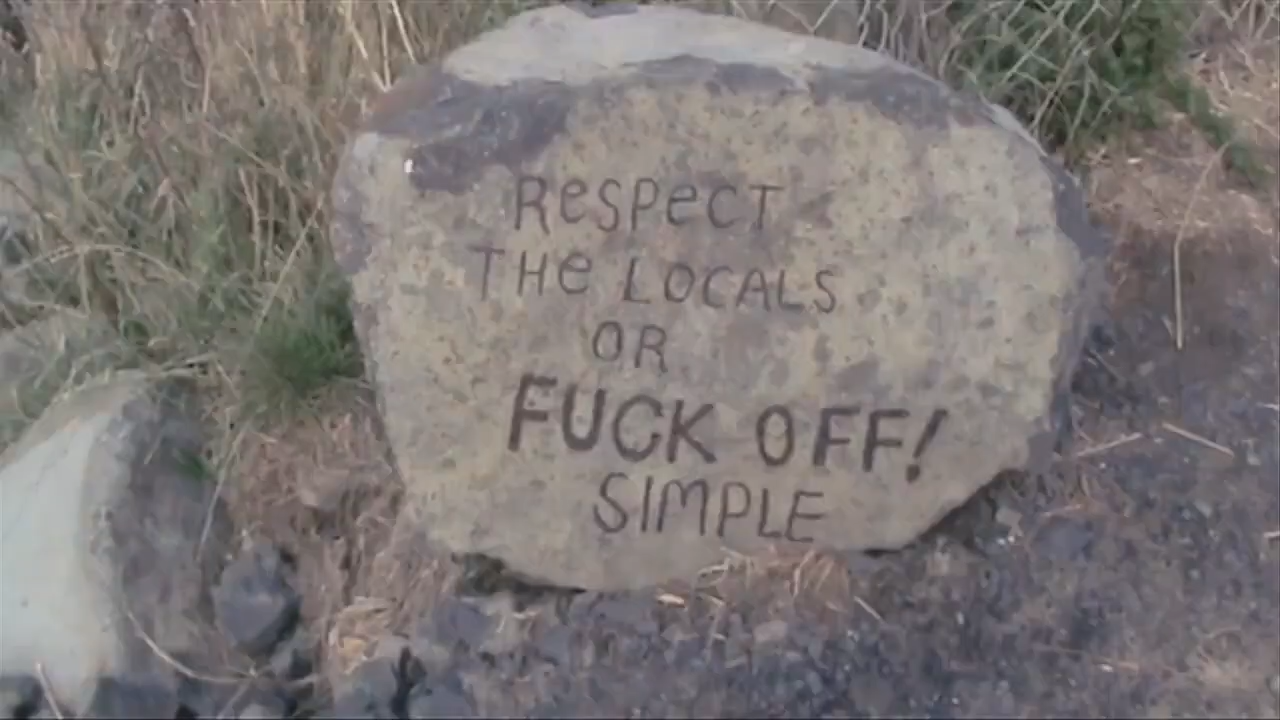 ReSPecT
THe LOCALS
OR
FUCK OFF!
SIMPLE